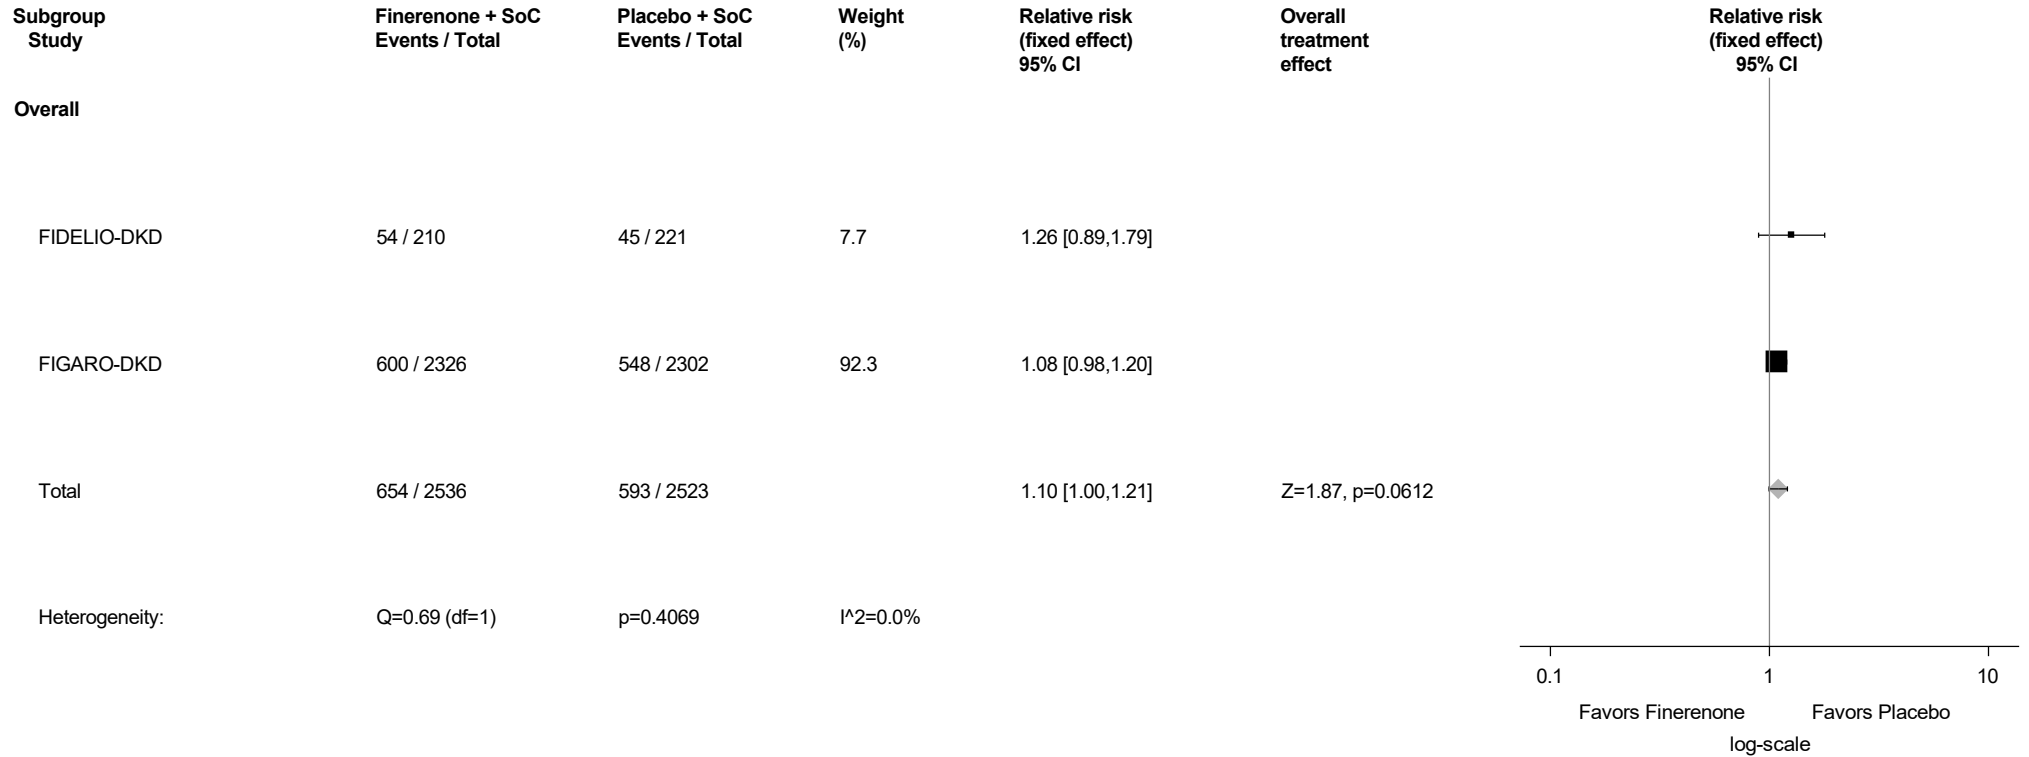 Subgroup Finerenone + SoC Placebo + SoC Weight Relative risk Overall Relative risk
Study Events / Total Events / Total (%) (fixed effect) treatment (fixed effect)
95% CI effect 95% CI
Overall
FIDELIO-DKD 54 / 210 45 / 221 7.7 1.26 [0.89,1.79]
FIGARO-DKD 600 / 2326 548 / 2302 92.3 1.08 [0.98,1.20]
Total 654 / 2536 593 / 2523 1.10 [1.00,1.21] Z=1.87, p=0.0612
Heterogeneity: Q=0.69 (df=1) p=0.4069 I^2=0.0%
0.1 1 10
Favors Finerenone Favors Placebo
log-scale